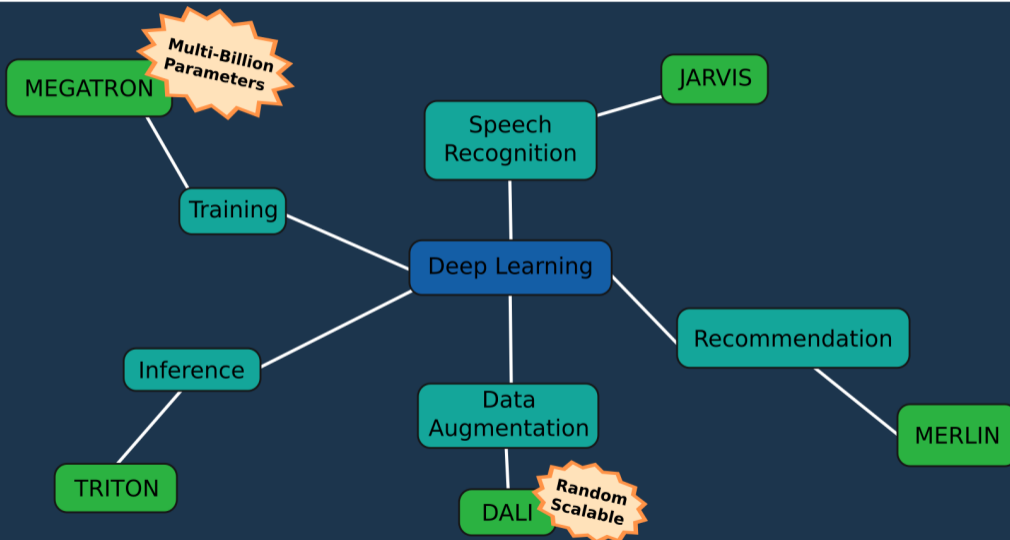 MEGATRON
Multi-Billion
Parameters
JARVIS
Speech
Recognition
Training
Deep Learning
Recommendation
Inference
Data
Augmentation
MERLIN
TRITON
DALI
Random
Scalable